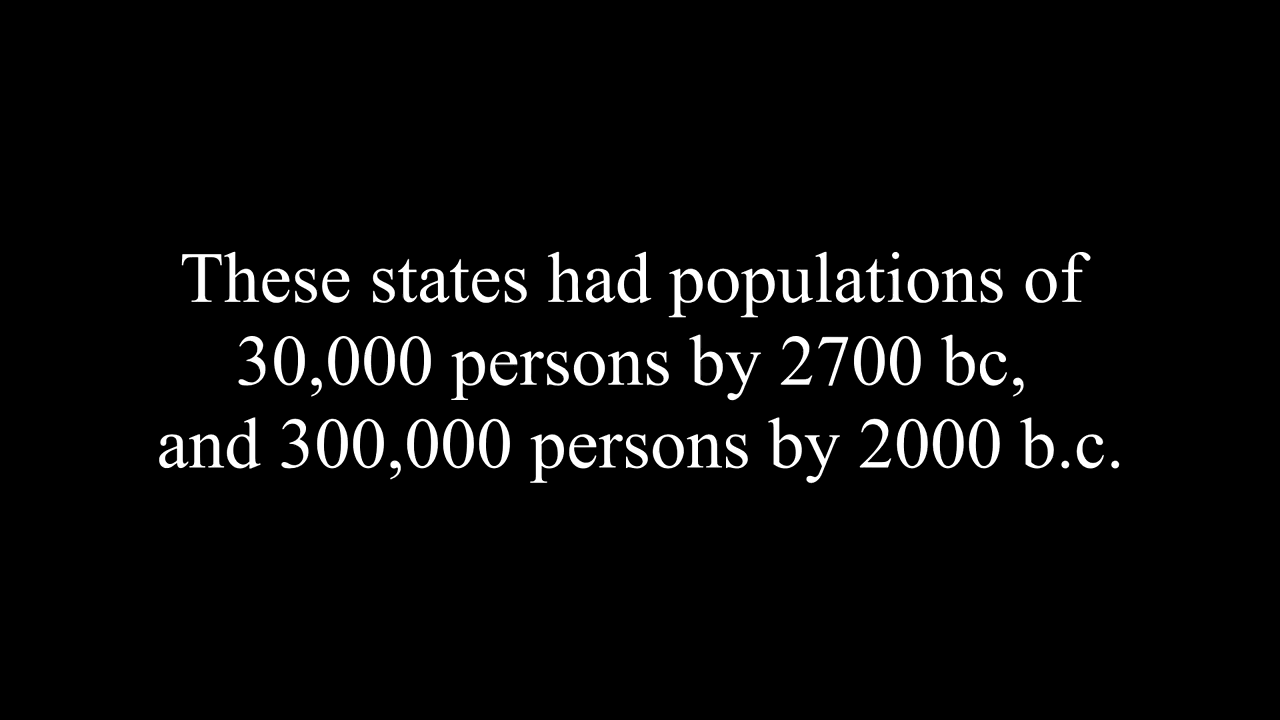 These states had populations of
30,000 persons by 2700 bc,
and 300,000 persons by 2000 b.c.